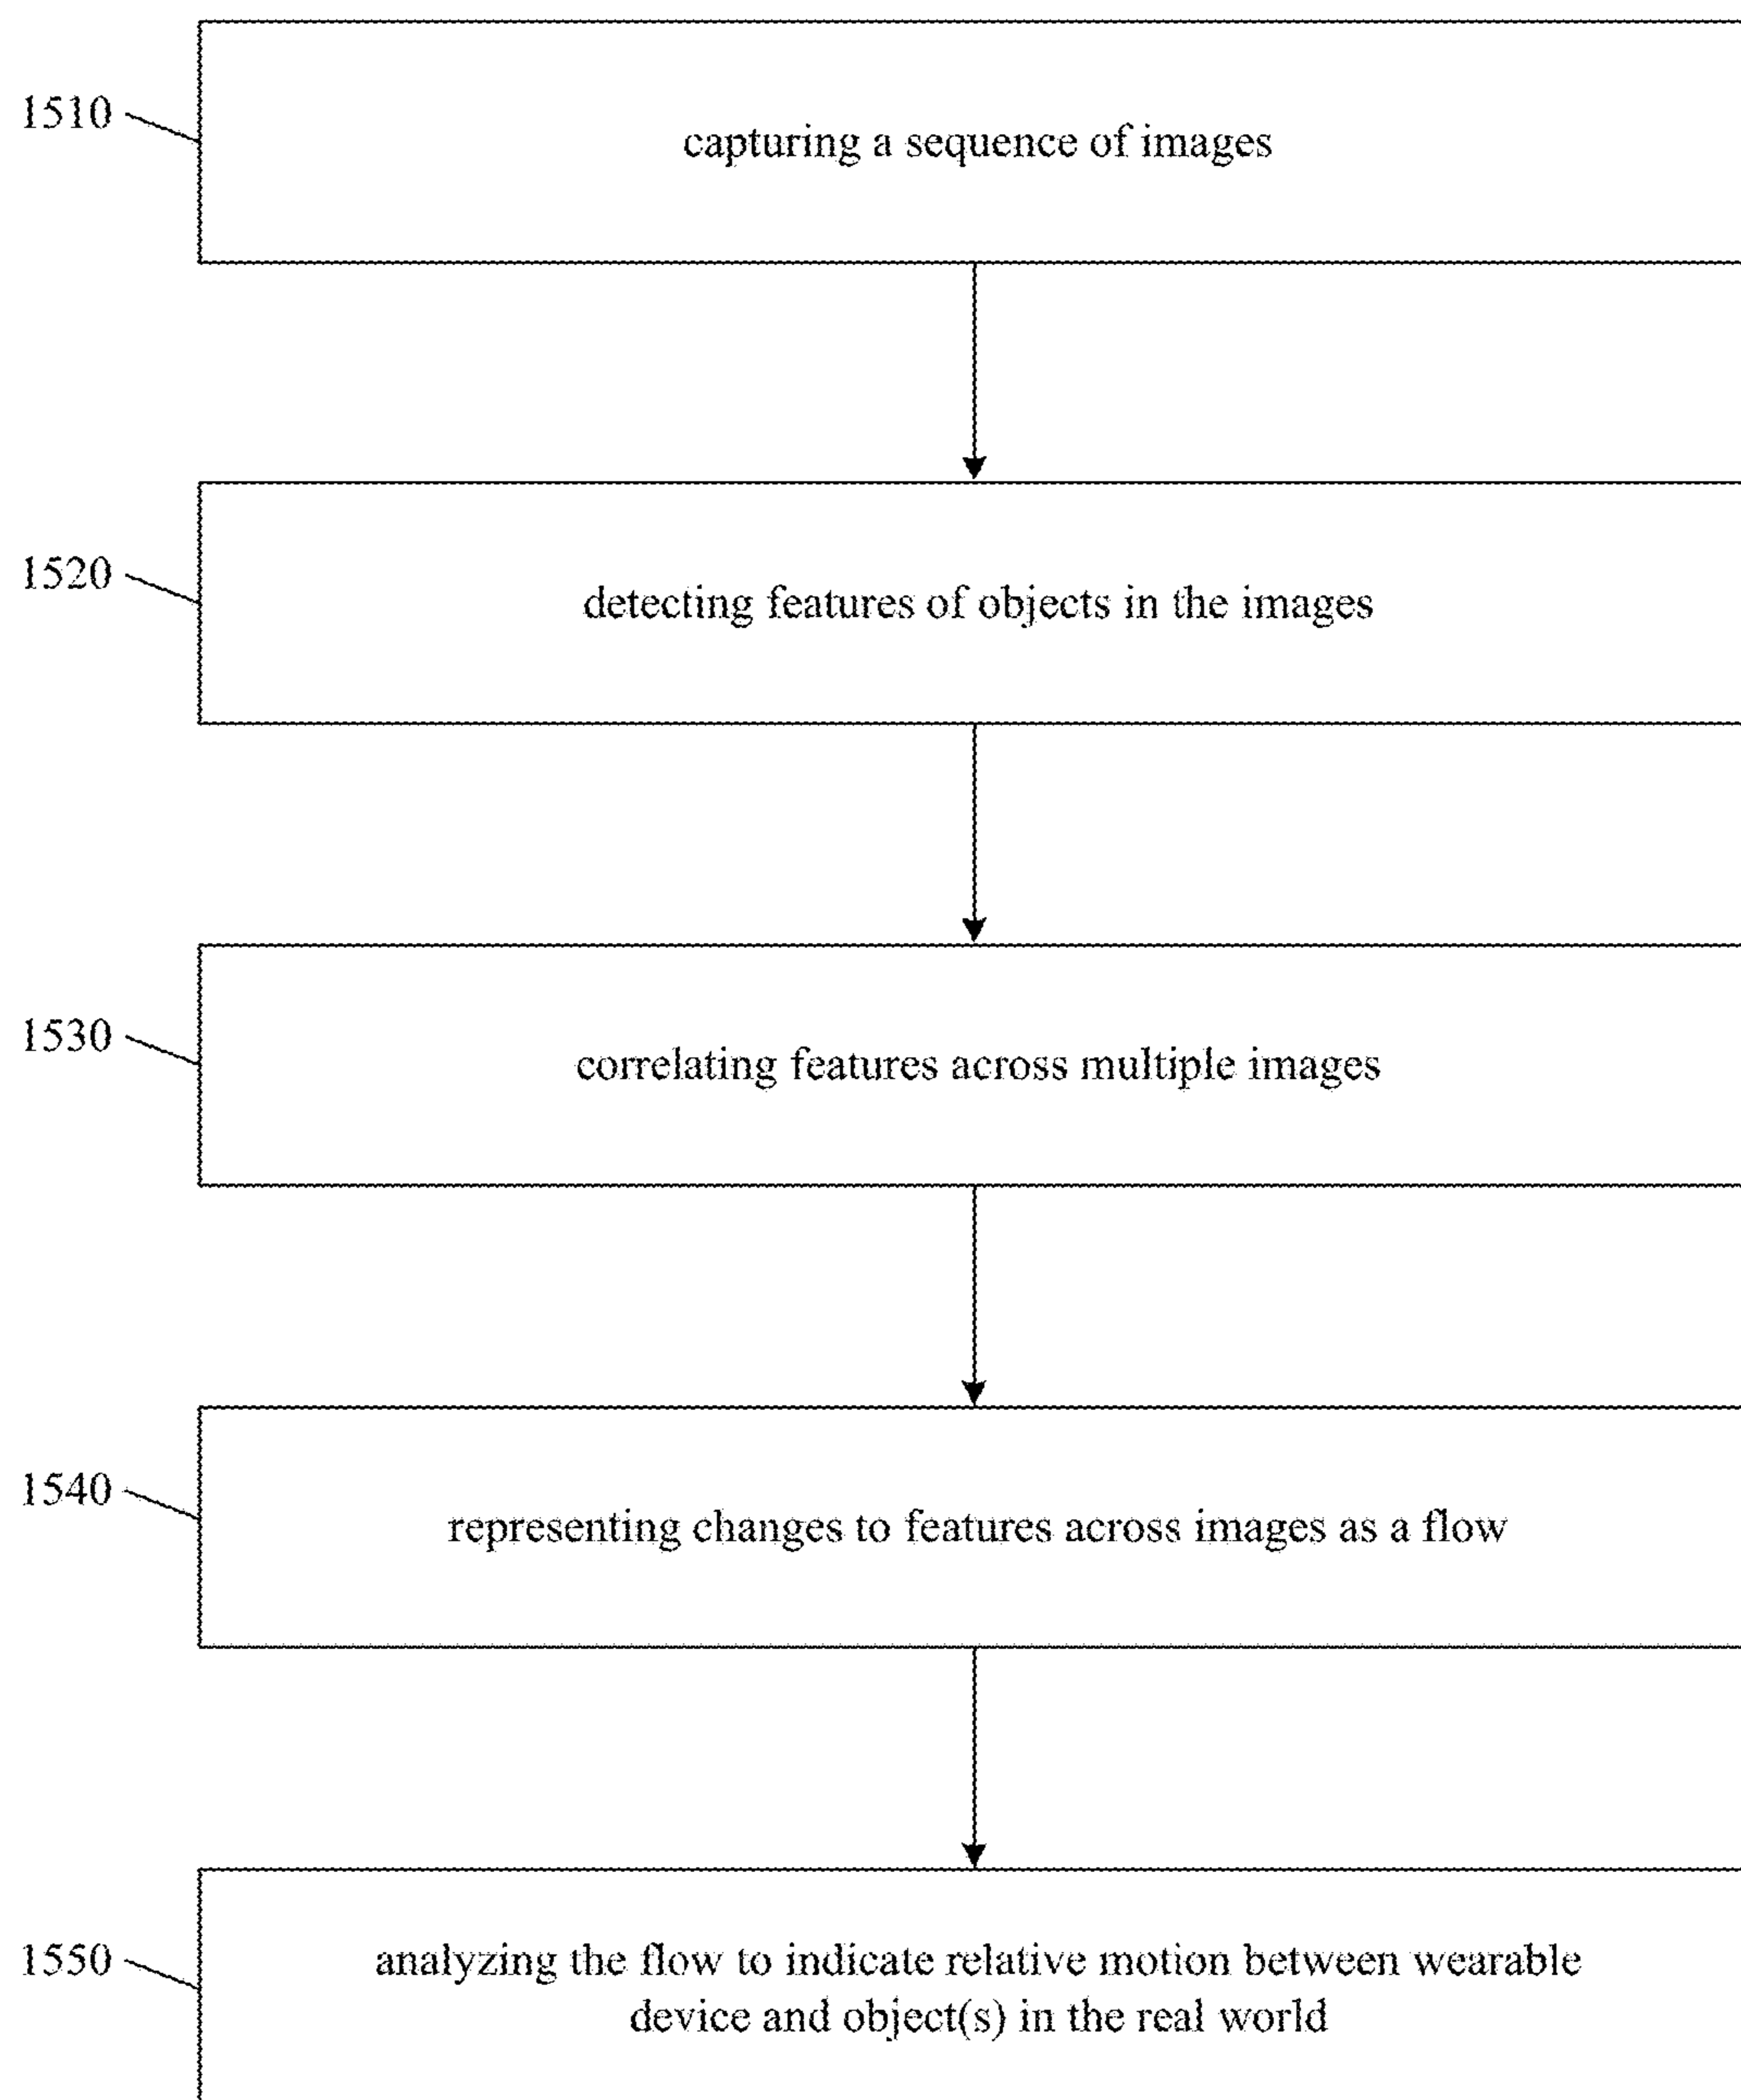 1510
capturing a sequence of images
1520
detecting features of objects in the images
1530
correlating features across multiple images
1540
representing changes to features across images as a flow
1550
analyzing the flow to indicate relative motion between wearable
device and object(s) in the real world